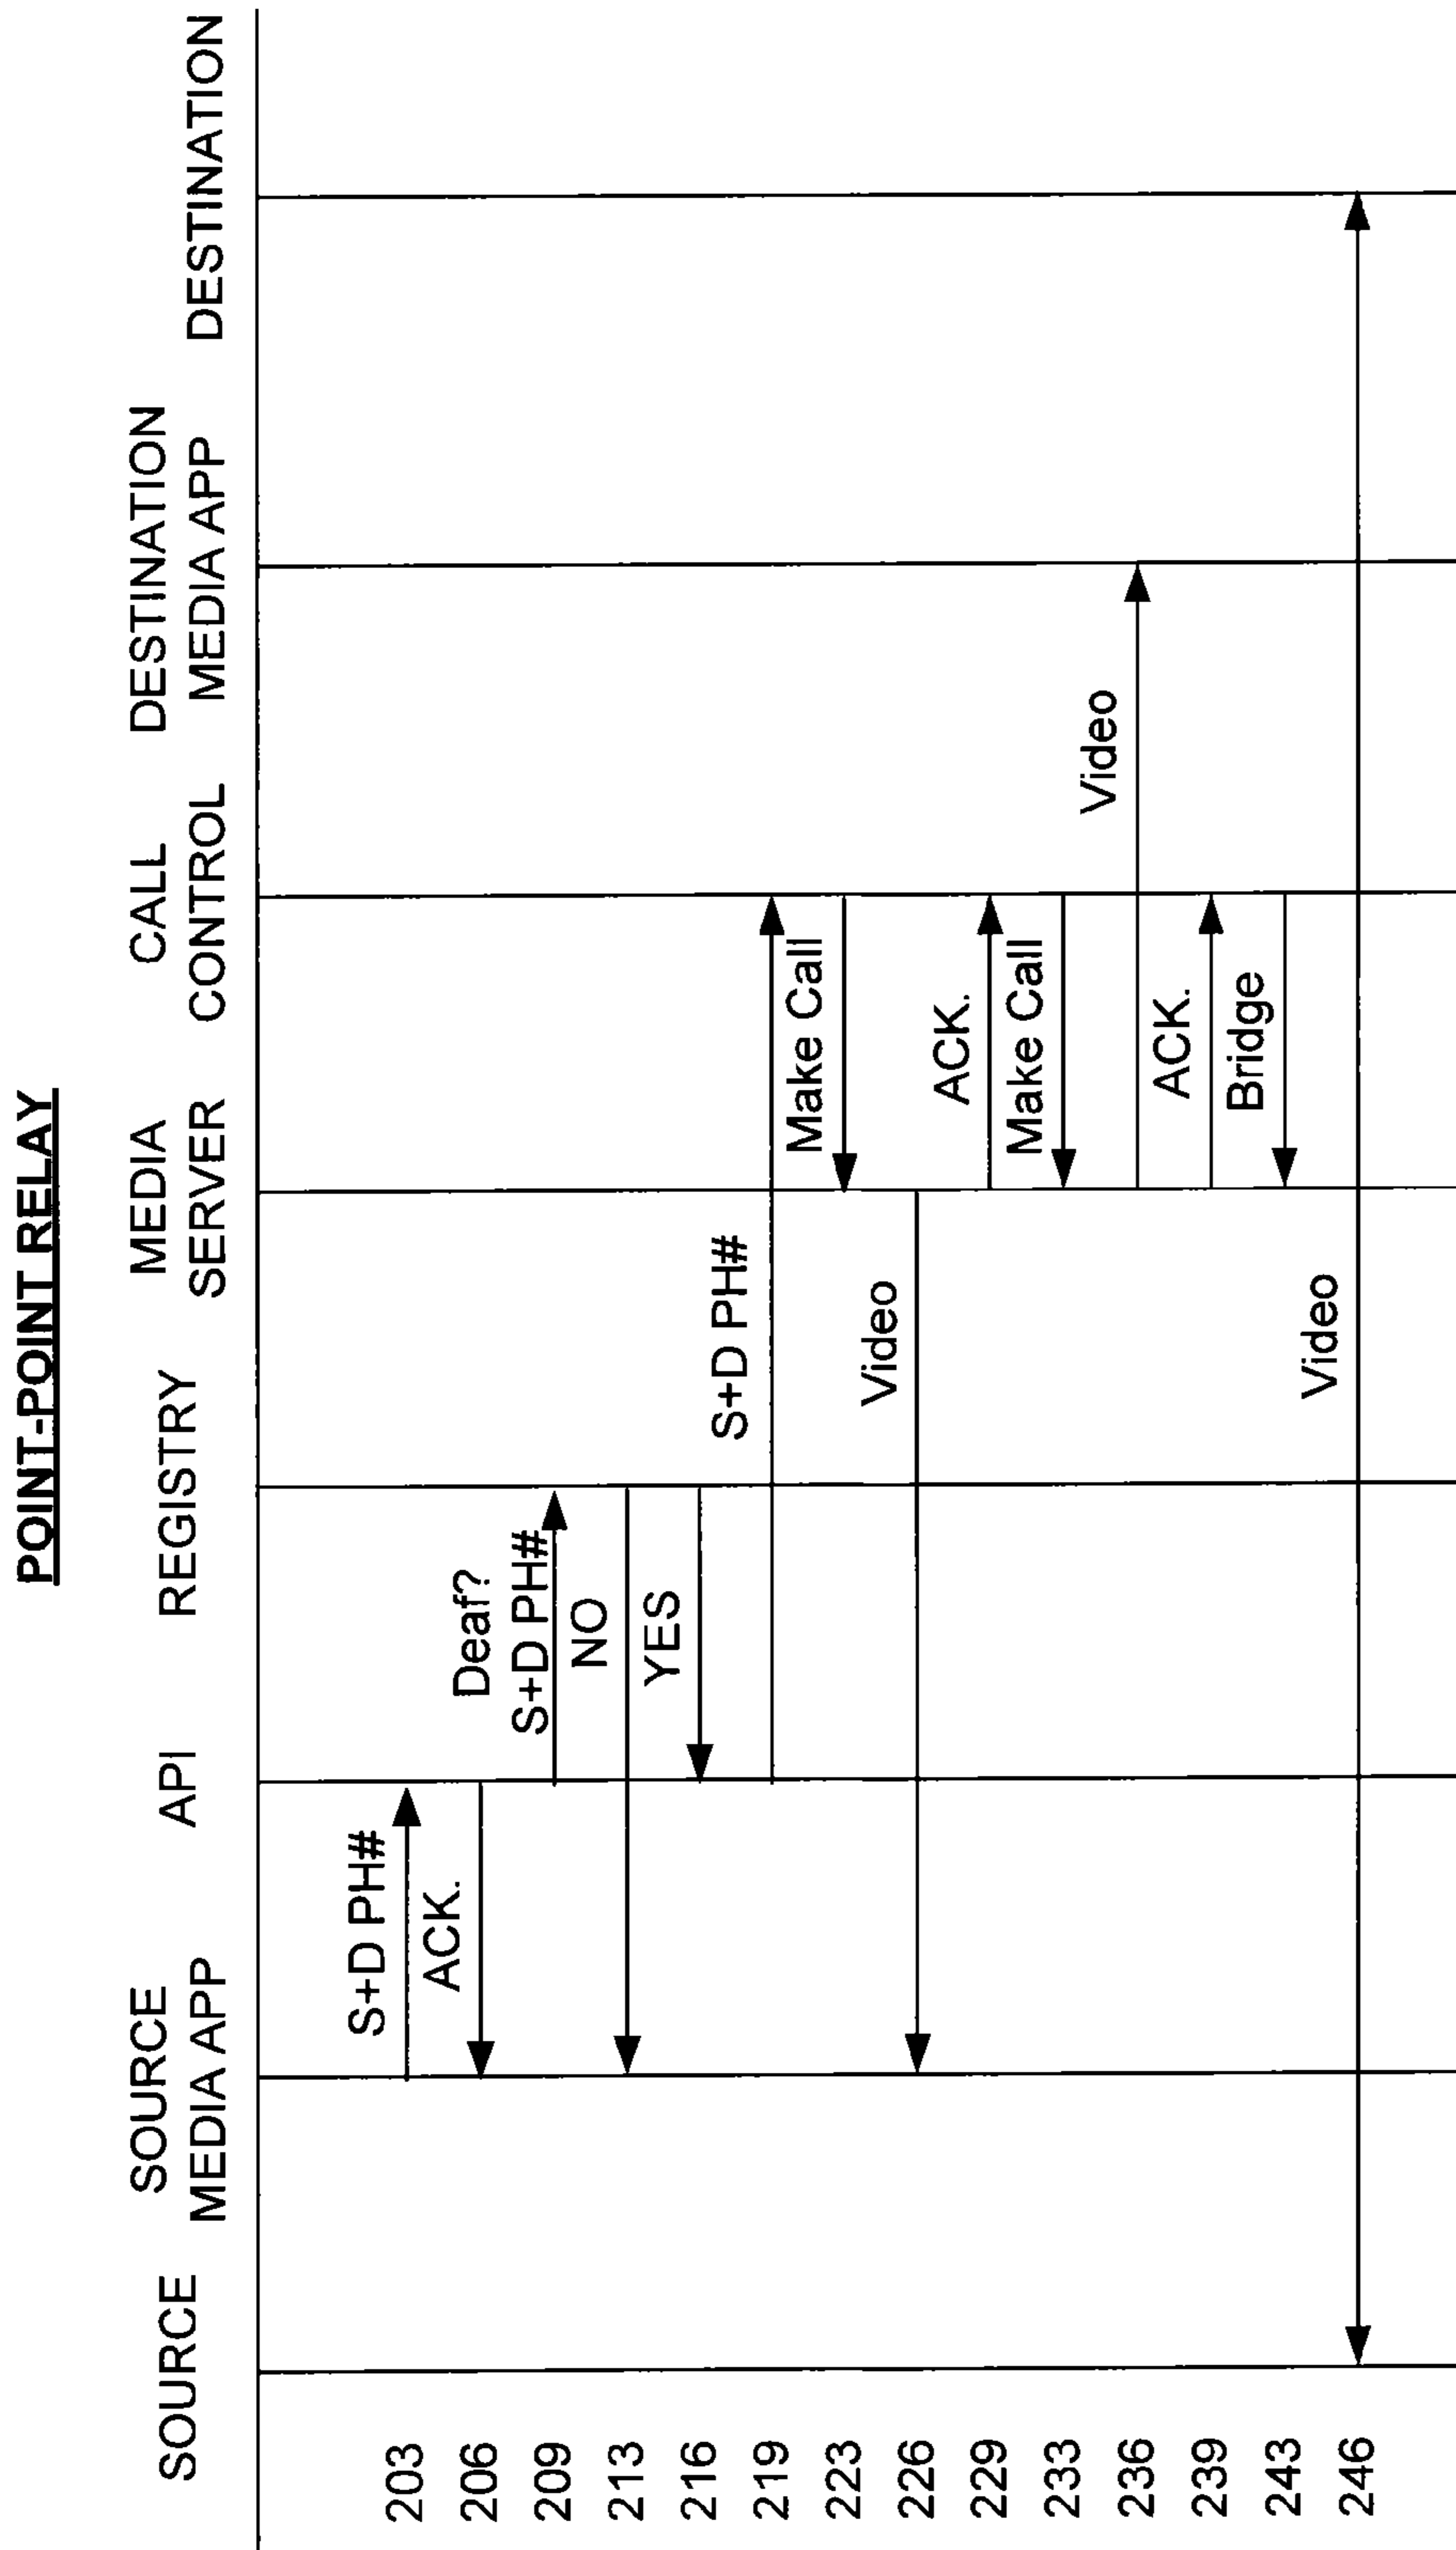 POINT-POINT RELAY
SOURCE
SOURCE
MEDIA APP
API
REGISTRY
MEDIA
SERVER
CALL
CONTROL
DESTINATION
MEDIA APP
DESTINATION
203
S+D PH#
206
ACK.
209
Deaf?
S+D PH#
213
NO
216
YES
219
S+D PH#
223
Make Call
226
Video
229
ACK.
233
Make Call
236
Video
239
ACK.
243
Bridge
246
Video